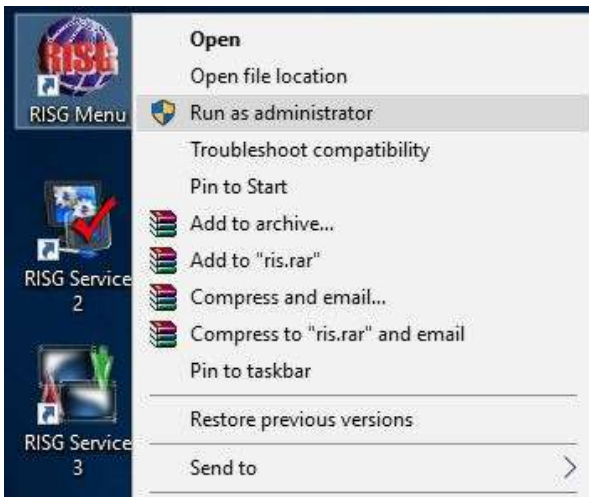 RISG
RISG Menu
RISG Service
2
RISG Service
3
Open
Open file location
Run as administrator
Troubleshoot compatibility
Pin to Start
Add to archive...
Add to "ris.rar"
Compress and email...
Compress to "ris.rar" and email
Pin to taskbar
Restore previous versions
Send to